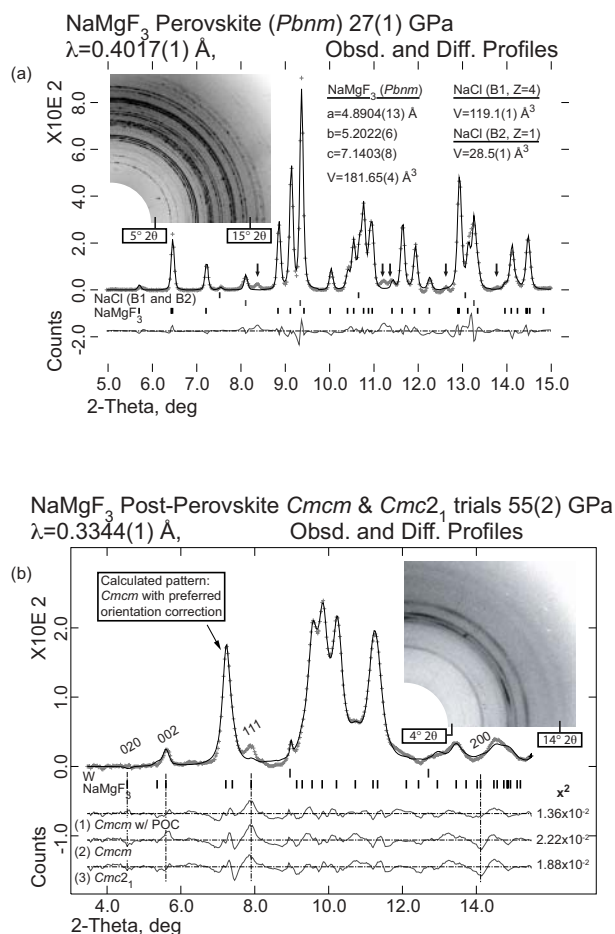 NaMgF3 Perovskite (Pbnm) 27(1) GPa
λ=0.4017(1) Å, Obsd. and Diff. Profiles
(a)
X10E 2
8.0
6.0
4.0
2.0
0.0
-2.0
Counts
NaMgF3 (Pbnm)
a=4.8904(13) Å
b=5.2022(6)
c=7.1403(8)
V=181.65(4) Å3
NaCl (B1, Z=4)
V=119.1(1) Å3
NaCl (B2, Z=1)
V=28.5(1) Å3
5° 2θ
15° 2θ
NaCl (B1 and B2)
NaMgF3
5.0 6.0 7.0 8.0 9.0 10.0 11.0 12.0 13.0 14.0 15.0
2-Theta, deg
NaMgF3 Post-Perovskite Cmcm & Cmc21 trials 55(2) GPa
λ=0.3344(1) Å, Obsd. and Diff. Profiles
(b)
X10E 2
2.0
1.0
0.0
-1.0
Counts
Calculated pattern:
Cmcm with preferred
orientation correction
020
002
111
200
4° 2θ
14° 2θ
W
NaMgF3
x2
(1) Cmcm w/ POC
1.36x10-2
(2) Cmcm
2.22x10-2
(3) Cmc21
1.88x10-2
4.0 6.0 8.0 10.0 12.0 14.0
2-Theta, deg